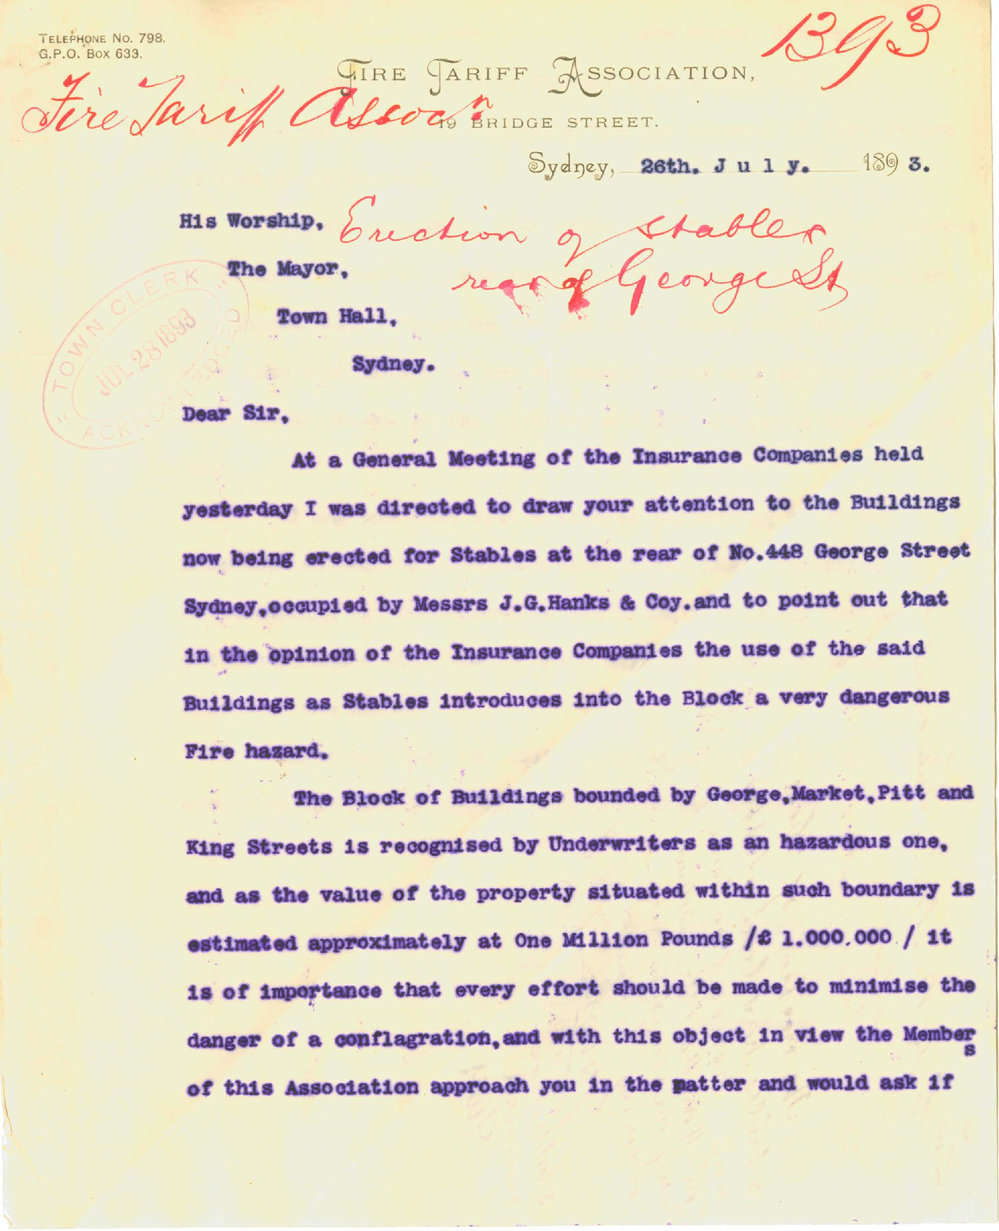 TELEPHONE No. 798.
G.P.O. Box 633.
1393
FIRE TARIFF ASSOCIATION,
Fire Tariff Assocn
19 BRIDGE STREET.
Sydney, 26th. July. 1893.
His Worship,
Erection of stables
rear of George St
The Mayor,
Town Hall,
Sydney.
"TOWN CLERK"
JUL 28 1893
ACKNOWLEDGED
Dear Sir,
At a General Meeting of the Insurance Companies held
yesterday I was directed to draw your attention to the Buildings
now being erected for Stables at the rear of No.448 George Street
Sydney,occupied by Messrs J.G.Hanks & Coy.and to point out that
in the opinion of the Insurance Companies the use of the said
Buildings as Stables introduces into the Block a very dangerous
Fire hazard.
The Block of Buildings bounded by George,Market,Pitt and
King Streets is recognised by Underwriters as an hazardous one,
and as the value of the property situated within such boundary is
estimated approximately at One Million Pounds /£ 1.000.000 / it
is of importance that every effort should be made to minimise the
danger of a conflagration,and with this object in view the Members
of this Association approach you in the matter and would ask if